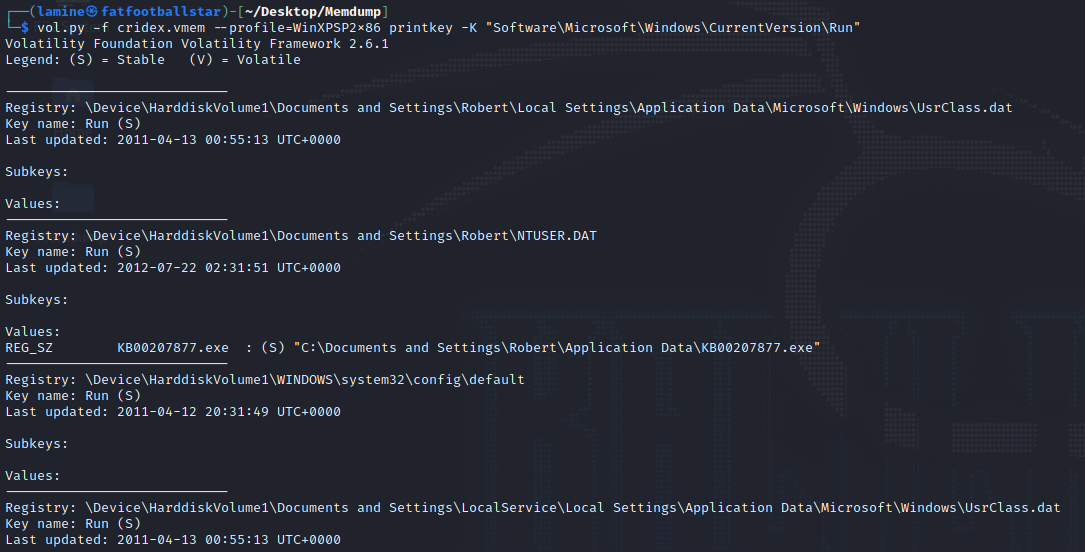 ┌──(lamine㉿fatfootballstar)-[~/Desktop/Memdump]
└─$ vol.py -f cridex.vmem --profile=WinXPSP2×86 printkey -K "Software\Microsoft\Windows\CurrentVersion\Run"
Volatility Foundation Volatility Framework 2.6.1
Legend: (S) = Stable   (V) = Volatile

----------------------------
Registry: \Device\HarddiskVolume1\Documents and Settings\Robert\Local Settings\Application Data\Microsoft\Windows\UsrClass.dat
Key name: Run (S)
Last updated: 2011-04-13 00:55:13 UTC+0000

Subkeys:

Values:
----------------------------
Registry: \Device\HarddiskVolume1\Documents and Settings\Robert\NTUSER.DAT
Key name: Run (S)
Last updated: 2012-07-22 02:31:51 UTC+0000

Subkeys:

Values:
REG_SZ        KB00207877.exe  : (S) "C:\Documents and Settings\Robert\Application Data\KB00207877.exe"
----------------------------
Registry: \Device\HarddiskVolume1\WINDOWS\system32\config\default
Key name: Run (S)
Last updated: 2011-04-12 20:31:49 UTC+0000

Subkeys:

Values:
----------------------------
Registry: \Device\HarddiskVolume1\Documents and Settings\LocalService\Local Settings\Application Data\Microsoft\Windows\UsrClass.dat
Key name: Run (S)
Last updated: 2011-04-13 00:55:13 UTC+0000